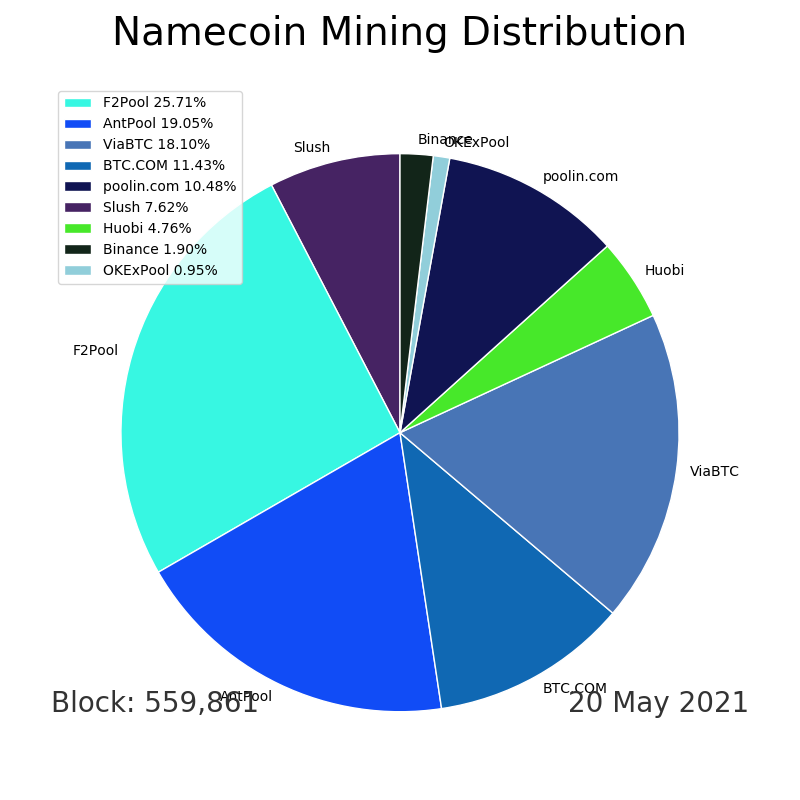 Namecoin Mining Distribution
F2Pool 25.71%
AntPool 19.05%
ViaBTC 18.10%
BTC.COM 11.43%
poolin.com 10.48%
Slush 7.62%
Huobi 4.76%
Binance 1.90%
OKExPool 0.95%
Slush
Binance
OKExPool
poolin.com
Huobi
F2Pool
ViaBTC
BTC.COM
AntPool
Block: 559,861
20 May 2021